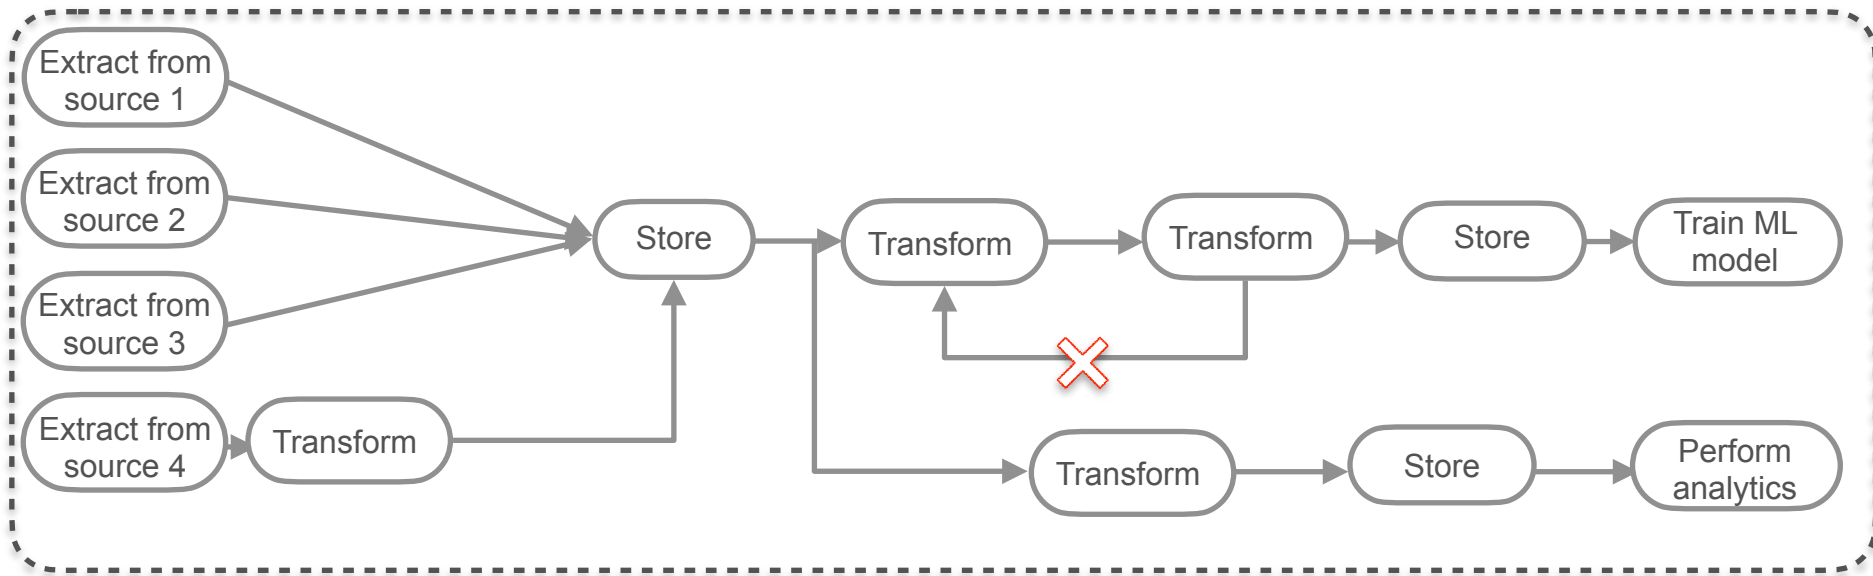 Extract from
source 1
Extract from
source 2
Extract from
source 3
Extract from
source 4
Transform
Store
Transform
Transform
Store
Train ML
model
Transform
Store
Perform
analytics